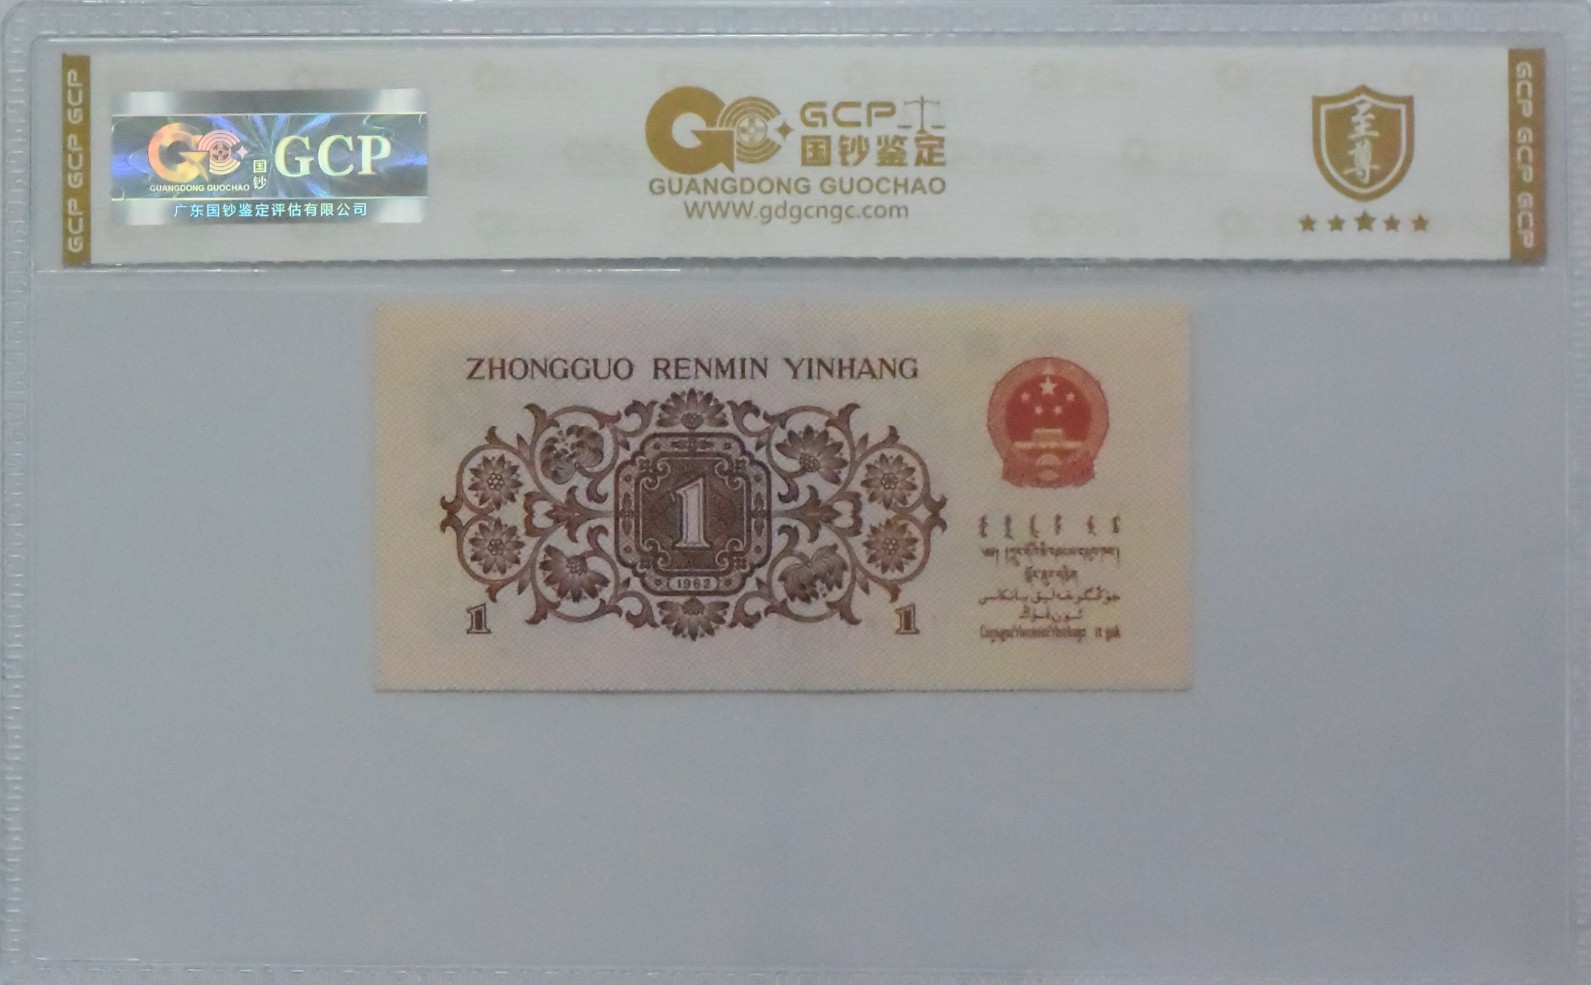 GCP GCP GCP
GCP
国钞
GUANGDONG GUOCHAO
广东国钞鉴定评估有限公司
GCP
国钞鉴定
GUANGDONG GUOCHAO
WWW.gdgcngc.com
至尊
GCP GCP GCP
ZHONGGUO RENMIN YINHANG
1
(1962)
1
1